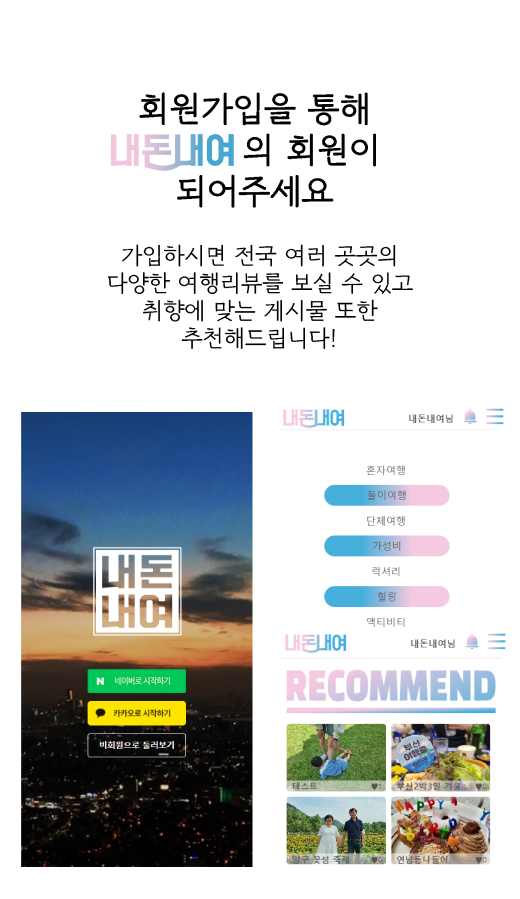 회원가입을 통해
내돈내여의 회원이
되어주세요
가입하시면 전국 여러 곳곳의
다양한 여행리뷰를 보실 수 있고
취향에 맞는 게시물 또한
추천해드립니다!
내돈
내여
N 네이버로 시작하기
카카오로 시작하기
비회원으로 둘러보기
내돈내여 내돈내여님
혼자여행
둘이여행
단체여행
가성비
럭셔리
힐링
액티비티
내돈내여 내돈내여님
RECOMMEND
테스트 ♥1
부산
여행중
부산2박3일 겨울.. ♥0
양구 꽃섬 축제 ♥0
HAPPY
연남동나들이 ♥0